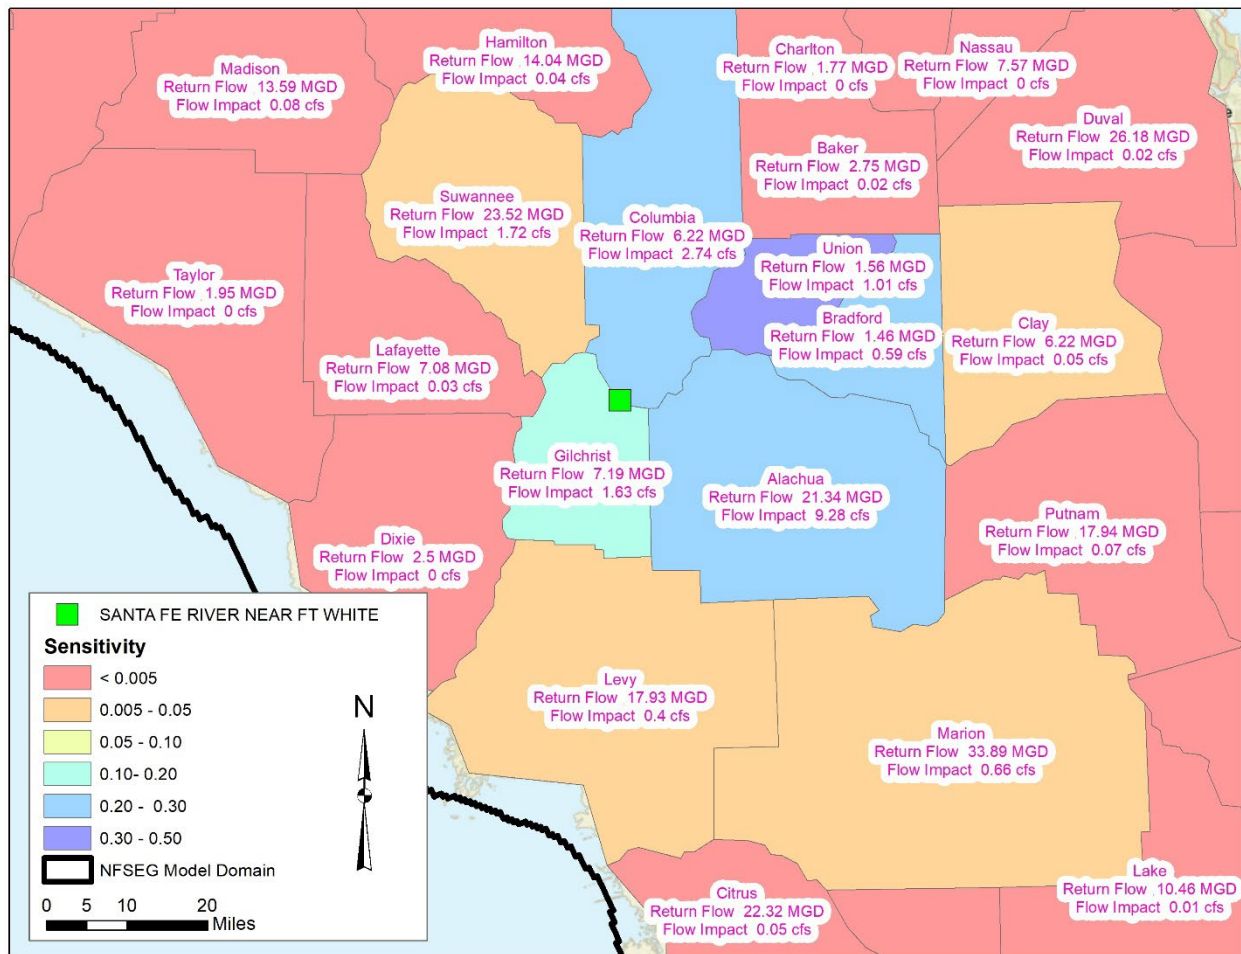 Hamilton
Return Flow 14.04 MGD
Flow Impact 0.04 cfs
Charlton
Return Flow 1.77 MGD
Flow Impact 0 cfs
Nassau
Return Flow 7.57 MGD
Flow Impact 0 cfs
Madison
Return Flow 13.59 MGD
Flow Impact 0.08 cfs
Duval
Return Flow 26.18 MGD
Flow Impact 0.02 cfs
e
Baker
Return Flow 2.75 MGD
Flow Impact 0.02 cfs
Suwannee
Return Flow 23.52 MGD
Flow Impact 1.72 cfs
Columbia
Return Flow 6.22 MGD
Flow Impact 2.74 cfs
Union
Return Flow 1.56 MGD
Flow Impact 1.01 cfs
Taylor
Return Flow 1.95 MGD
Flow Impact 0 cfs
Bradford
Return Flow 1.46 MGD
Flow Impact 0.59 cfs
Clay
Return Flow 6.22 MGD
Flow Impact 0.05 cfs
Lafayette
Return Flow 7.08 MGD
Flow Impact 0.03 cfs
Gilchrist
Return Flow 7.19 MGD
Flow Impact 1.63 cfs
Alachua
Return Flow 21.34 MGD
Flow Impact 9.28 cfs
Putnam
Return Flow 17.94 MGD
Flow Impact 0.07 cfs
Dixie
Return Flow 2.5 MGD
Flow Impact 0 cfs
Levy
Return Flow 17.93 MGD
Flow Impact 0.4 cfs
Marion
Return Flow 33.89 MGD
Flow Impact 0.66 cfs
Citrus
Return Flow 22.32 MGD
Flow Impact 0.05 cfs
Lake
Return Flow 10.46 MGD
Flow Impact 0.01 cfs
SANTA FE RIVER NEAR FT WHITE
Sensitivity
< 0.005
0.005 - 0.05
0.05 - 0.10
0.10- 0.20
0.20 - 0.30
0.30 - 0.50
NFSEG Model Domain
0 5 10 20
Miles
N